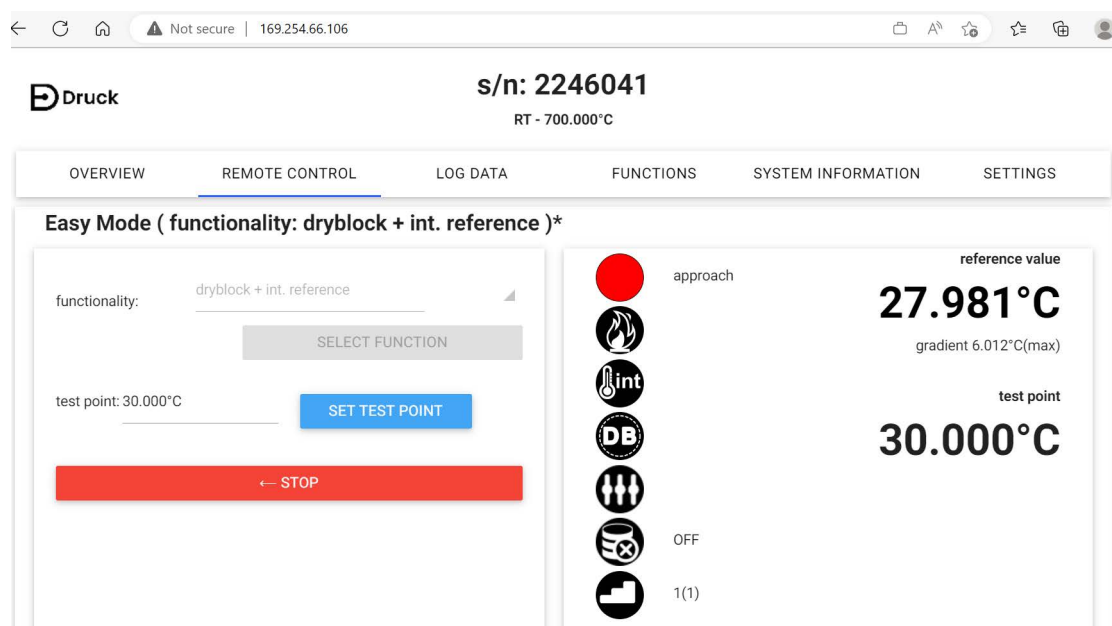 Not secure | 169.254.66.106
Druck
s/n: 2246041
RT - 700.000°C
OVERVIEW REMOTE CONTROL LOG DATA FUNCTIONS SYSTEM INFORMATION SETTINGS
Easy Mode ( functionality: dryblock + int. reference )*
functionality: dryblock + int. reference
SELECT FUNCTION
test point: 30.000°C SET TEST POINT
← STOP
approach
int
DB
OFF
1(1)
reference value
27.981°C
gradient 6.012°C(max)
test point
30.000°C